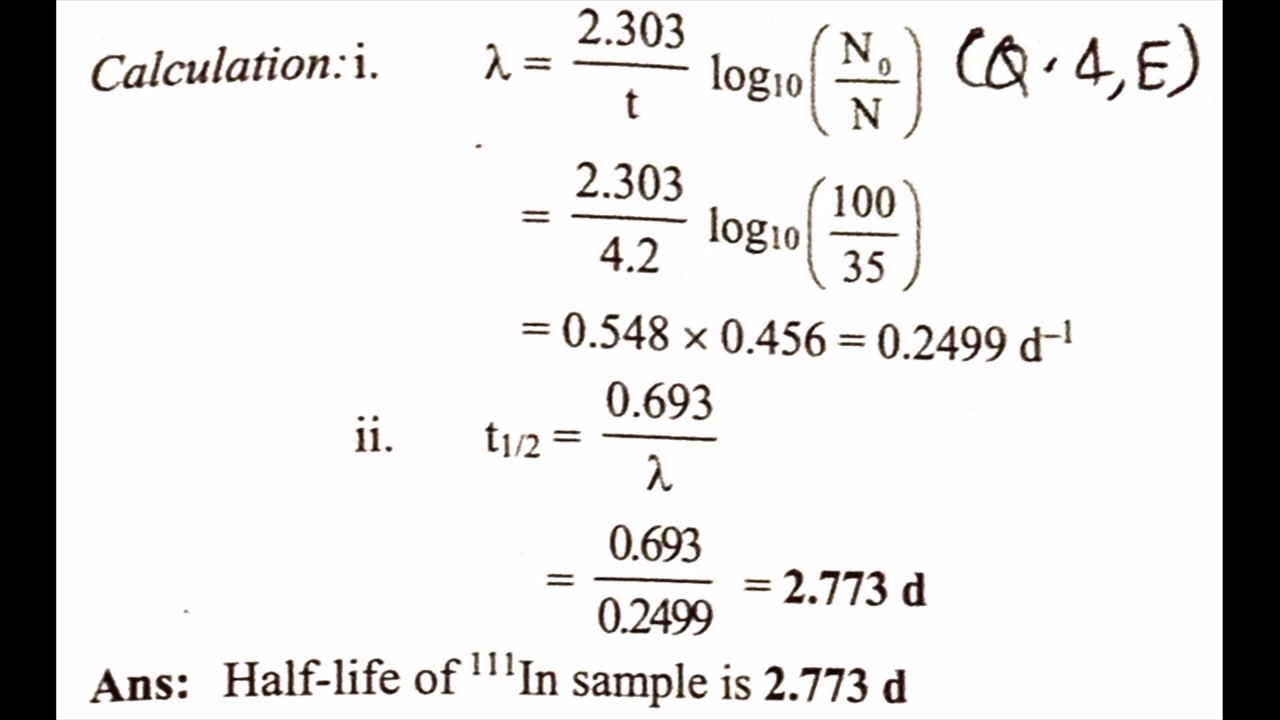 Calculation: i. λ = 2.303/t log₁₀(N₀/N) (Q. 4, E)
= 2.303/4.2 log₁₀(100/35)
= 0.548 × 0.456 = 0.2499 d⁻¹
ii. t₁/₂ = 0.693/λ
= 0.693/0.2499 = 2.773 d
Ans: Half-life of ¹¹¹In sample is 2.773 d